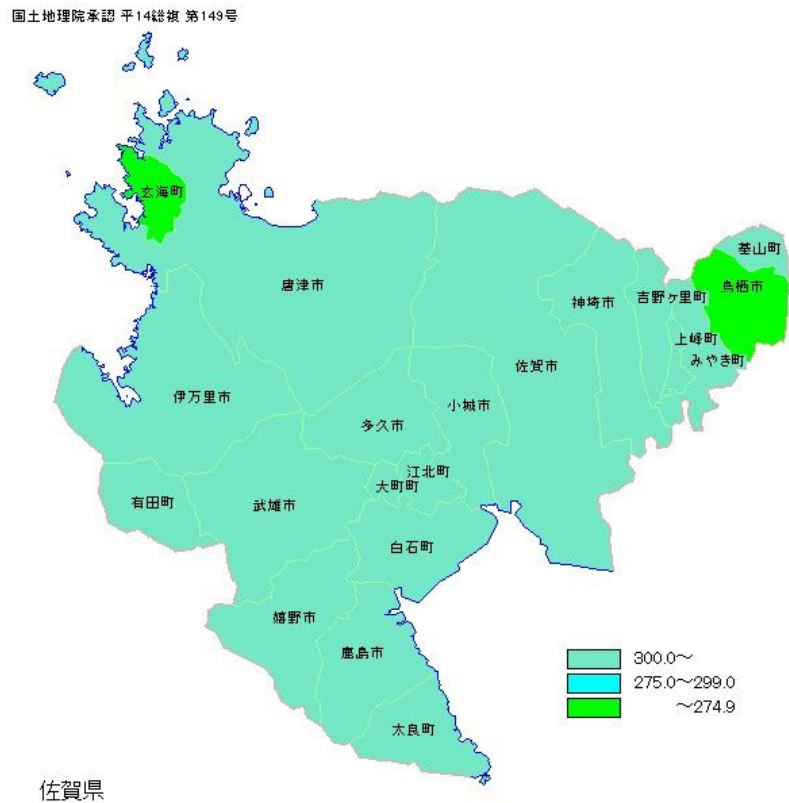 国土地理院承認 平14総複 第149号
玄海町
基山町
鳥栖市
唐津市
神埼市
吉野ヶ里町
上峰町
みやき町
佐賀市
伊万里市
小城市
多久市
江北町
大町町
有田町
武雄市
白石町
嬉野市
鹿島市
太良町
300.0～
275.0～299.0
～274.9
佐賀県